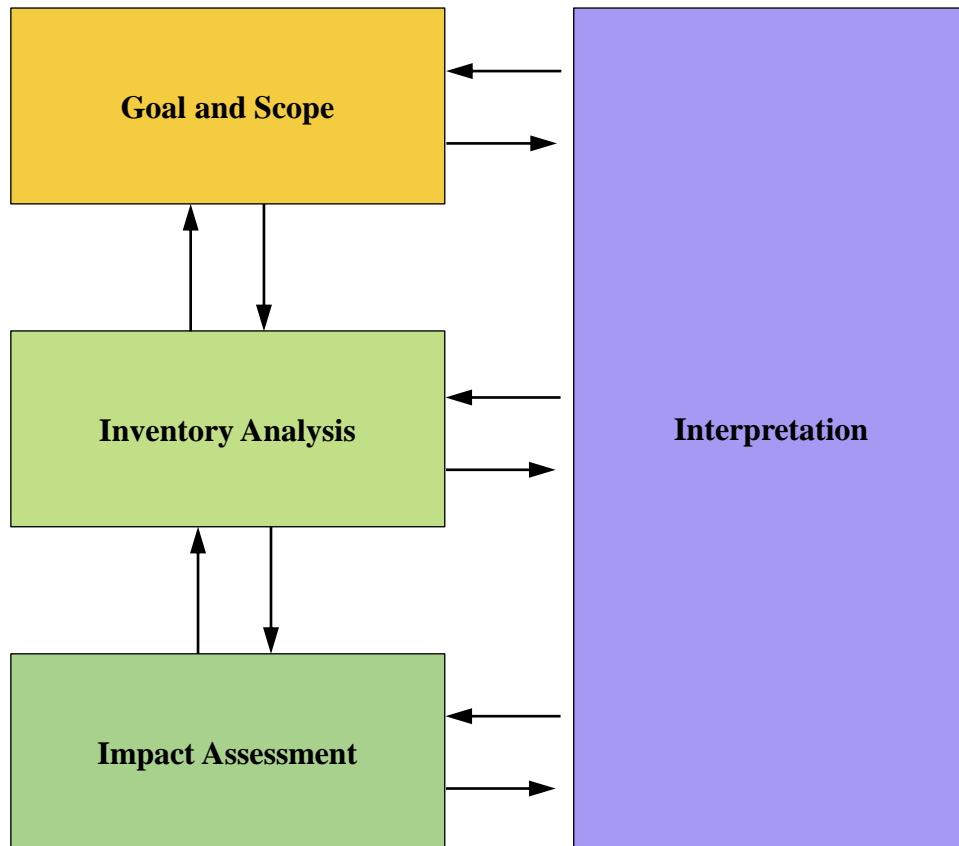 Goal and Scope
Inventory Analysis
Interpretation
Impact Assessment